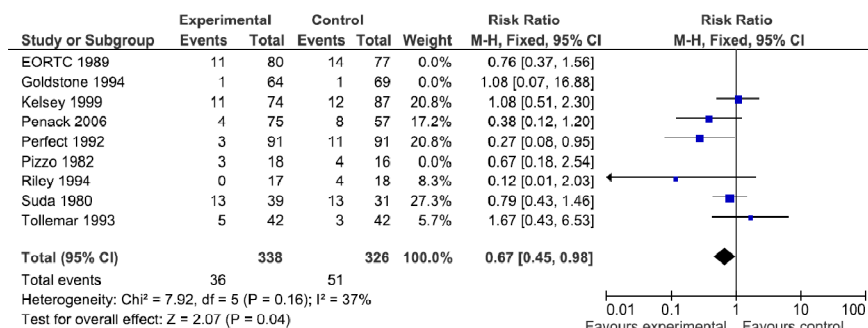 Experimental Control Risk Ratio Risk Ratio
Study or Subgroup Events Total Events Total Weight M-H, Fixed, 95% CI M-H, Fixed, 95% CI
EORTC 1989 11 80 14 77 0.0% 0.76 [0.37, 1.56]
Goldstone 1994 1 64 1 69 0.0% 1.08 [0.07, 16.88]
Kelsey 1999 11 74 12 87 20.8% 1.08 [0.51, 2.30]
Penack 2006 4 75 8 57 17.2% 0.38 [0.12, 1.20]
Perfect 1992 3 91 11 91 20.8% 0.27 [0.08, 0.95]
Pizzo 1982 3 18 4 16 0.0% 0.67 [0.18, 2.54]
Riley 1994 0 17 4 18 8.3% 0.12 [0.01, 2.03]
Suda 1980 13 39 13 31 27.3% 0.79 [0.43, 1.46]
Tollemar 1993 5 42 3 42 5.7% 1.67 [0.43, 6.53]
Total (95% CI) 338 326 100.0% 0.67 [0.45, 0.98]
Total events 36 51
Heterogeneity: Chi² = 7.92, df = 5 (P = 0.16); I² = 37%
Test for overall effect: Z = 2.07 (P = 0.04)
0.01 0.1 1 10 100
Favours experimental Favours control